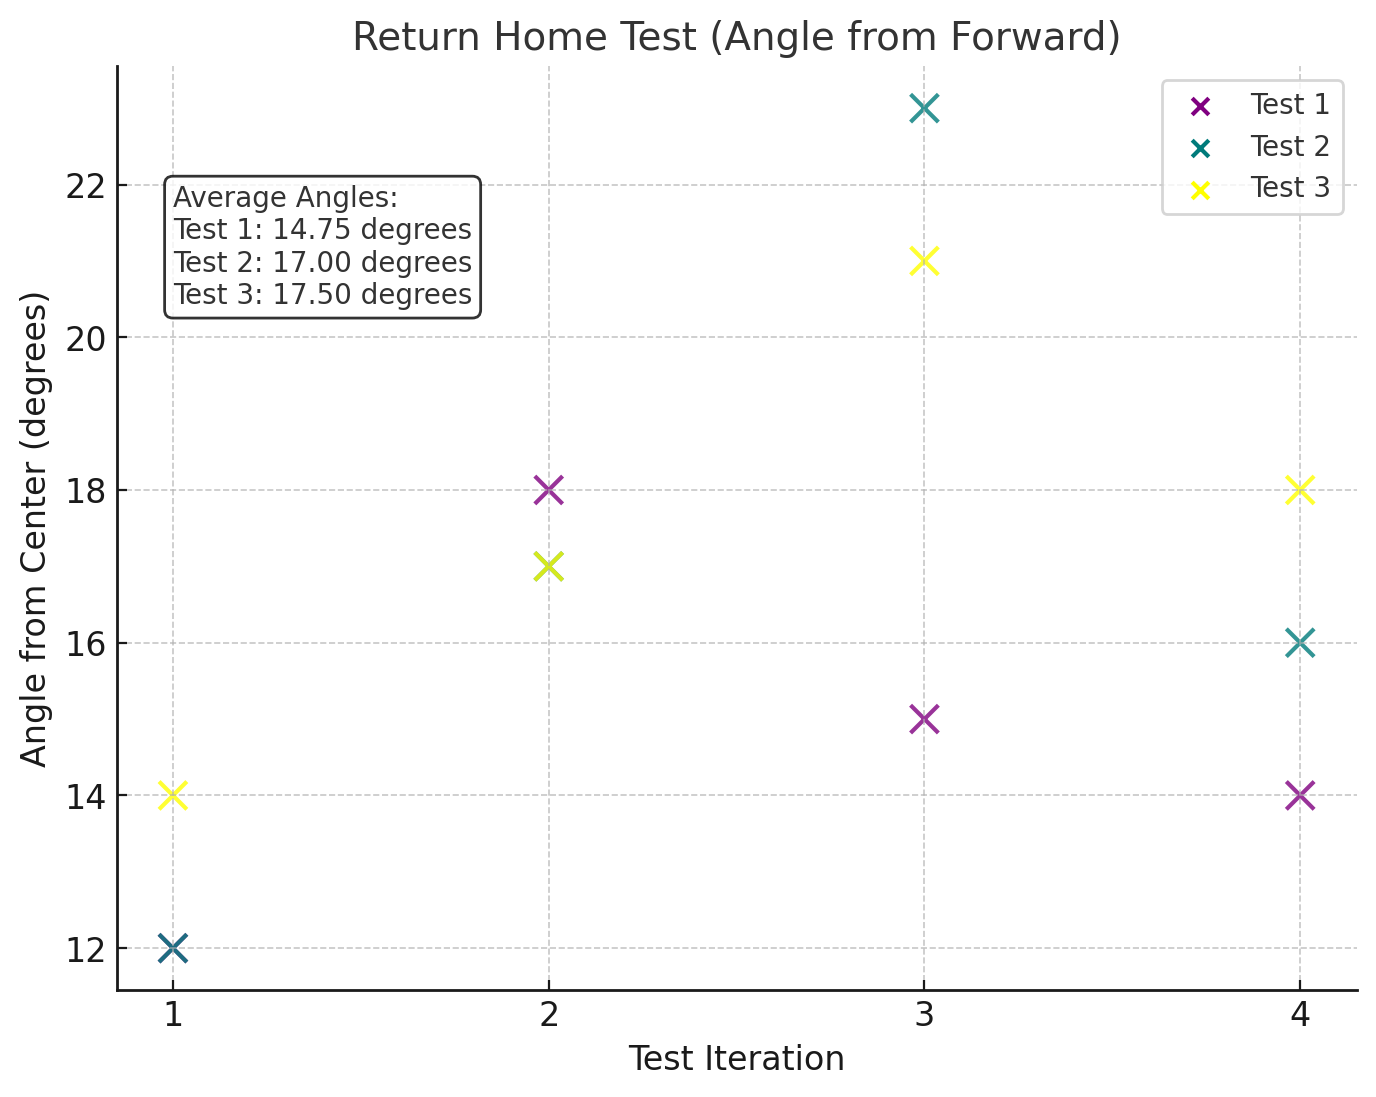 Return Home Test (Angle from Forward)
Test 1
Test 2
Test 3
Average Angles:
Test 1: 14.75 degrees
Test 2: 17.00 degrees
Test 3: 17.50 degrees
Angle from Center (degrees)
22
20
18
16
14
12
1
2
3
4
Test Iteration